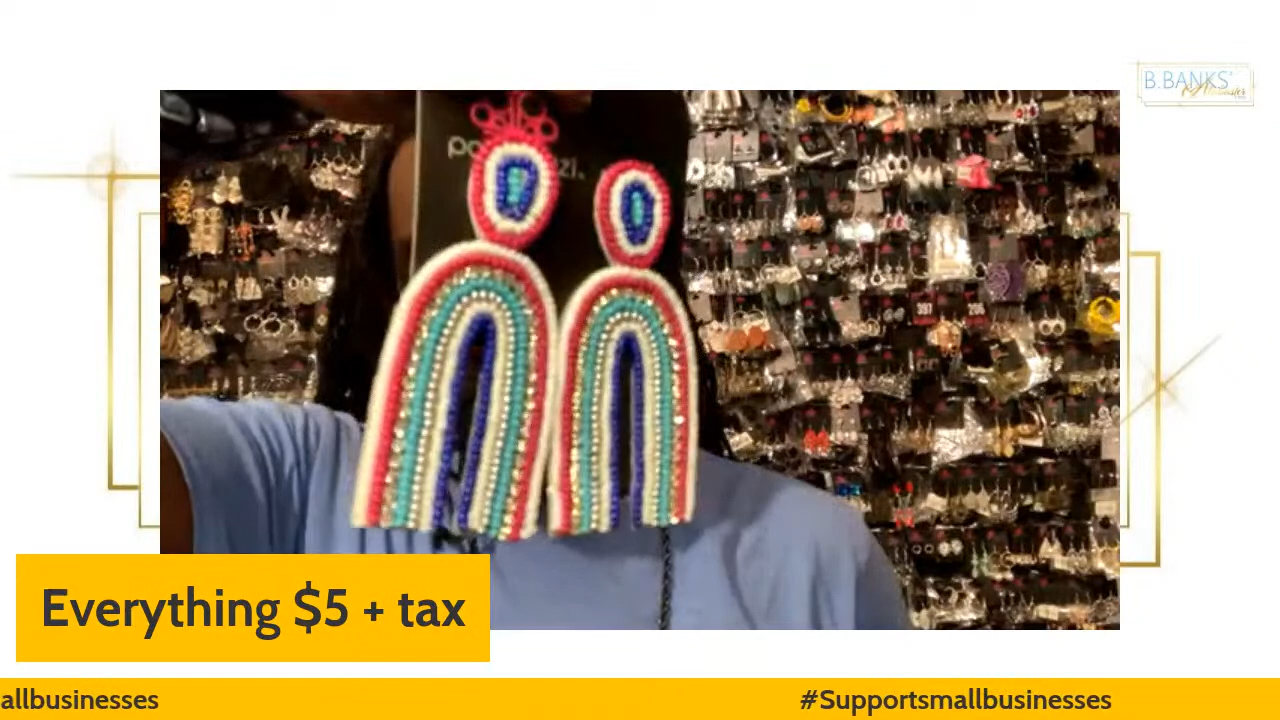 B.BANKS'
Everything $5 + tax
allbusinesses
#Supportsmallbusinesses